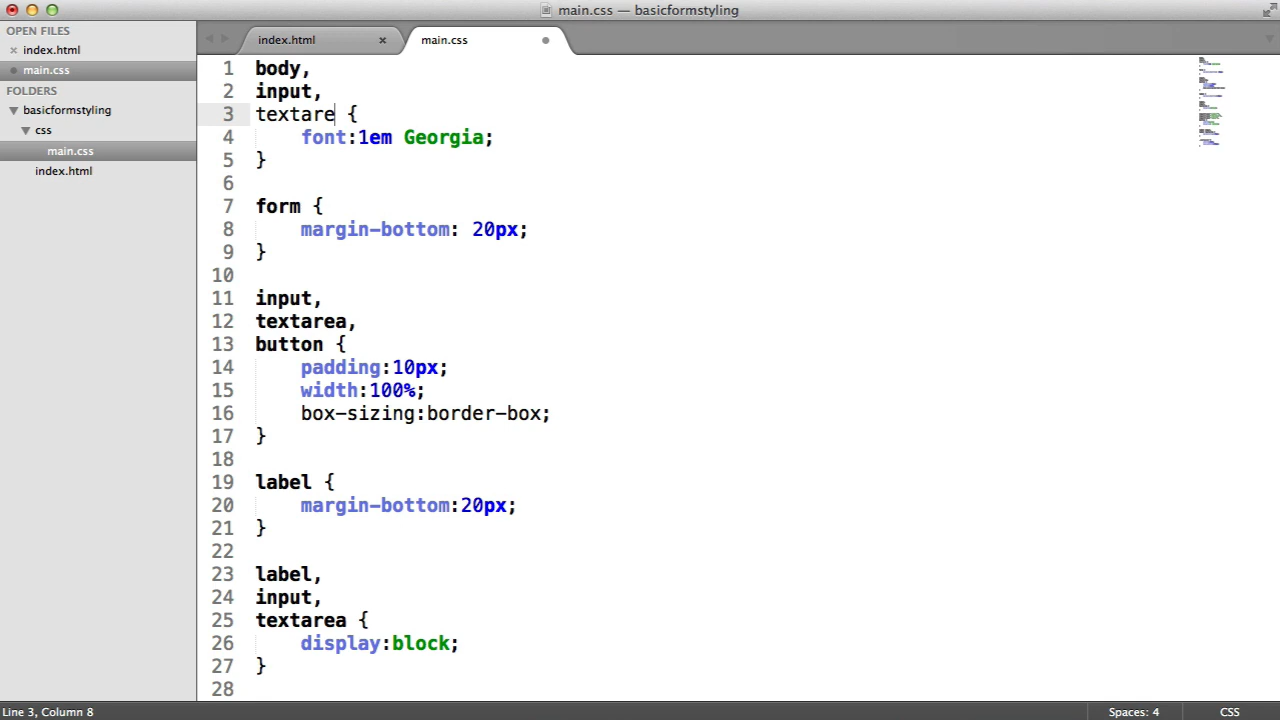 main.css — basicformstyling
OPEN FILES
index.html
main.css
FOLDERS
basicformstyling
css
main.css
index.html
index.html
main.css
1 body,
2 input,
3 textare {
4 font:1em Georgia;
5 }
6
7 form {
8 margin-bottom: 20px;
9 }
10
11 input,
12 textarea,
13 button {
14 padding:10px;
15 width:100%;
16 box-sizing:border-box;
17 }
18
19 label {
20 margin-bottom:20px;
21 }
22
23 label,
24 input,
25 textarea {
26 display:block;
27 }
28
Line 3, Column 8
Spaces: 4
CSS